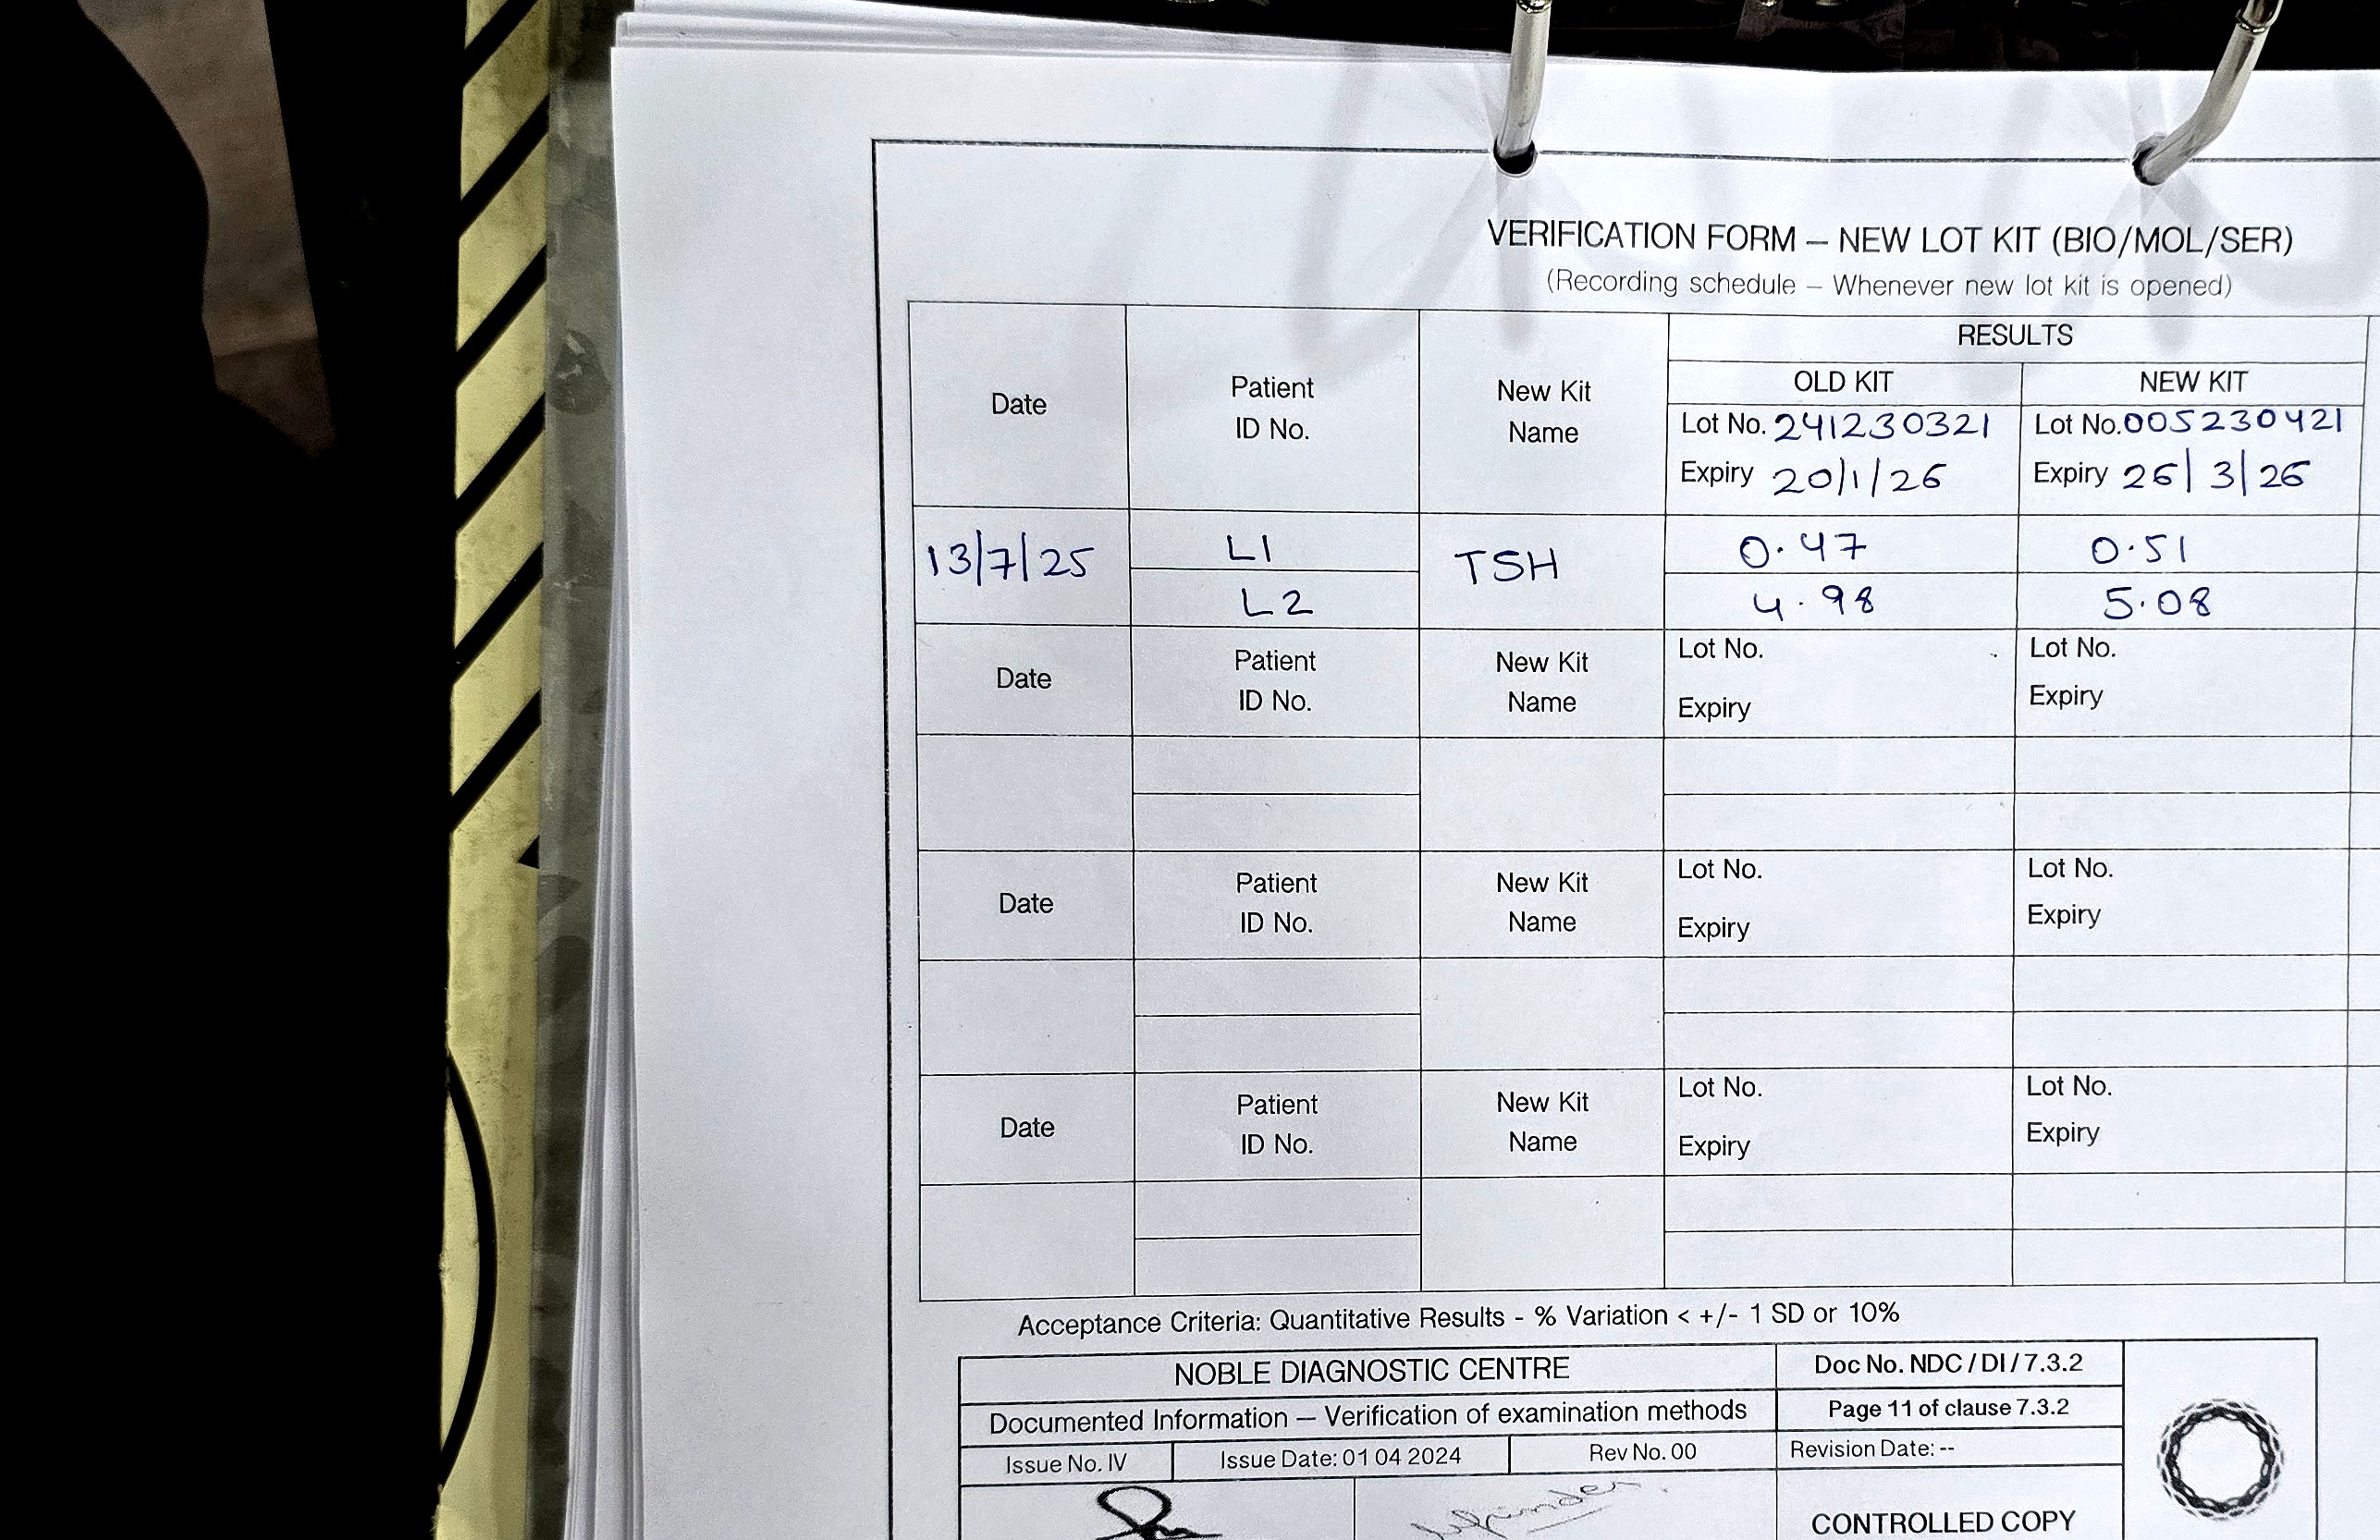 VERIFICATION FORM – NEW LOT KIT (BIO/MOL/SER)
(Recording schedule – Whenever new lot kit is opened)
Date
Patient
ID No.
New Kit
Name
RESULTS
OLD KIT
NEW KIT
Lot No. 241230321
Lot No. 005230421
Expiry 20/1/26
Expiry 26/3/26
13/7/25
L1
TSH
0.47
0.51
L2
4.98
5.08
Date
Patient
ID No.
New Kit
Name
Lot No.
Expiry
Lot No.
Expiry
Date
Patient
ID No.
New Kit
Name
Lot No.
Expiry
Lot No.
Expiry
Date
Patient
ID No.
New Kit
Name
Lot No.
Expiry
Lot No.
Expiry
Acceptance Criteria: Quantitative Results - % Variation < +/- 1 SD or 10%
NOBLE DIAGNOSTIC CENTRE
Doc No. NDC / DI / 7.3.2
Documented Information – Verification of examination methods
Page 11 of clause 7.3.2
Issue No. IV
Issue Date: 01 04 2024
Rev No. 00
Revision Date: --
CONTROLLED COPY